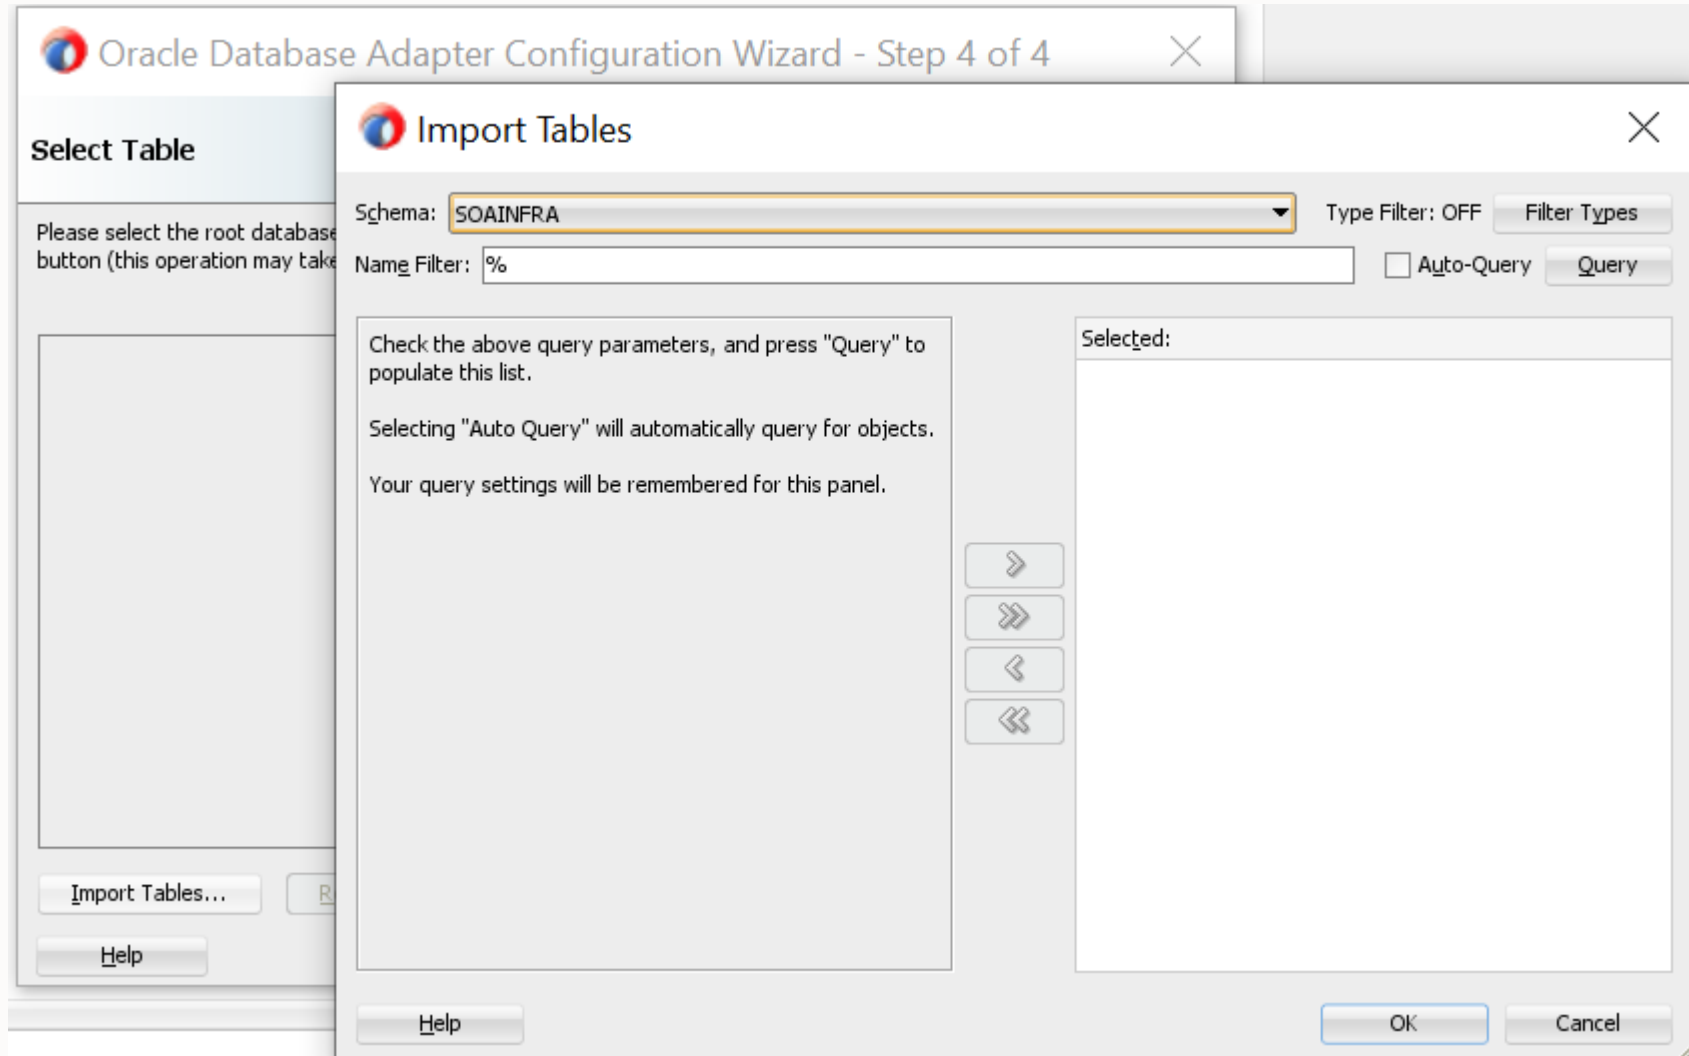 Oracle Database Adapter Configuration Wizard - Step 4 of 4
Select Table
Please select the root database
button (this operation may take
Import Tables...
Help
Import Tables
Schema: SOAINFRA Type Filter: OFF Filter Types
Name Filter: % Auto-Query Query
Check the above query parameters, and press "Query" to
populate this list.
Selecting "Auto Query" will automatically query for objects.
Your query settings will be remembered for this panel.
Selected:
Help OK Cancel